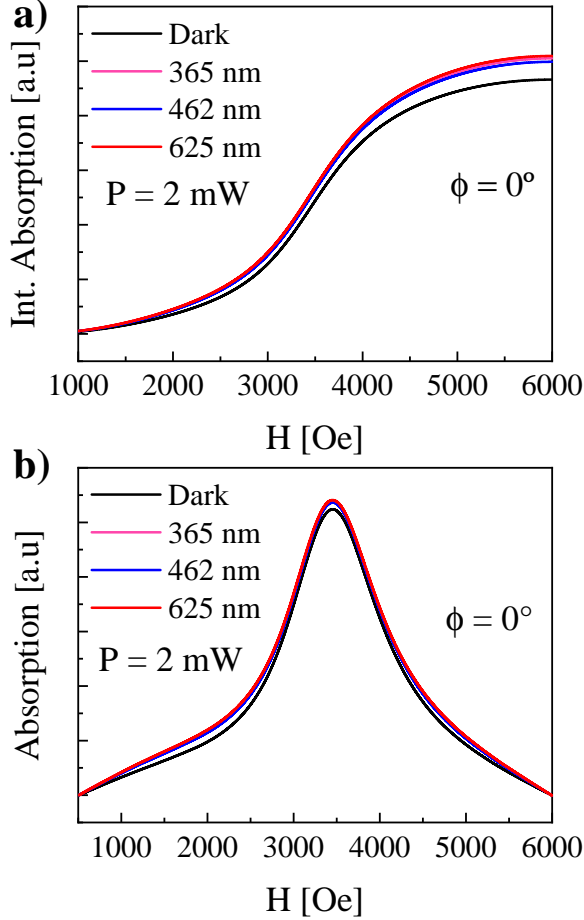 a)
Dark
365 nm
462 nm
625 nm
P = 2 mW
ϕ = 0º
Int. Absorption [a.u]
1000 2000 3000 4000 5000 6000
H [Oe]
b)
Dark
365 nm
462 nm
625 nm
P = 2 mW
ϕ = 0°
Absorption [a.u]
1000 2000 3000 4000 5000 6000
H [Oe]